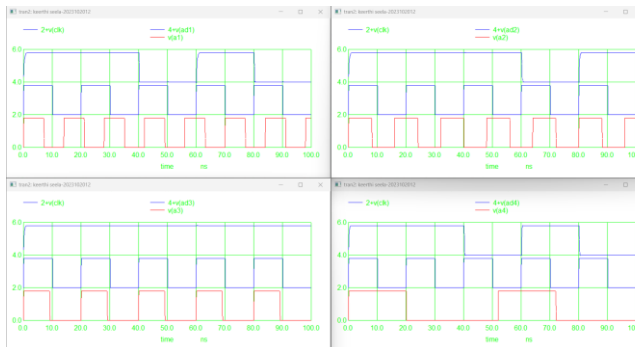 tran2: keerthi seela-2023102012
2+v(clk) 4+v(ad1)
v(a1)
6.0
4.0
2.0
0.0
0.0 10.0 20.0 30.0 40.0 50.0 60.0 70.0 80.0 90.0 100.0
time ns
tran2: keerthi seela-2023102012
2+v(clk) 4+v(ad2)
v(a2)
6.0
4.0
2.0
0.0
0.0 10.0 20.0 30.0 40.0 50.0 60.0 70.0 80.0 90.0 100.0
time ns
tran2: keerthi seela-2023102012
2+v(clk) 4+v(ad3)
v(a3)
6.0
4.0
2.0
0.0
0.0 10.0 20.0 30.0 40.0 50.0 60.0 70.0 80.0 90.0 100.0
time ns
tran2: keerthi seela-2023102012
2+v(clk) 4+v(ad4)
v(a4)
6.0
4.0
2.0
0.0
0.0 10.0 20.0 30.0 40.0 50.0 60.0 70.0 80.0 90.0 100.0
time ns